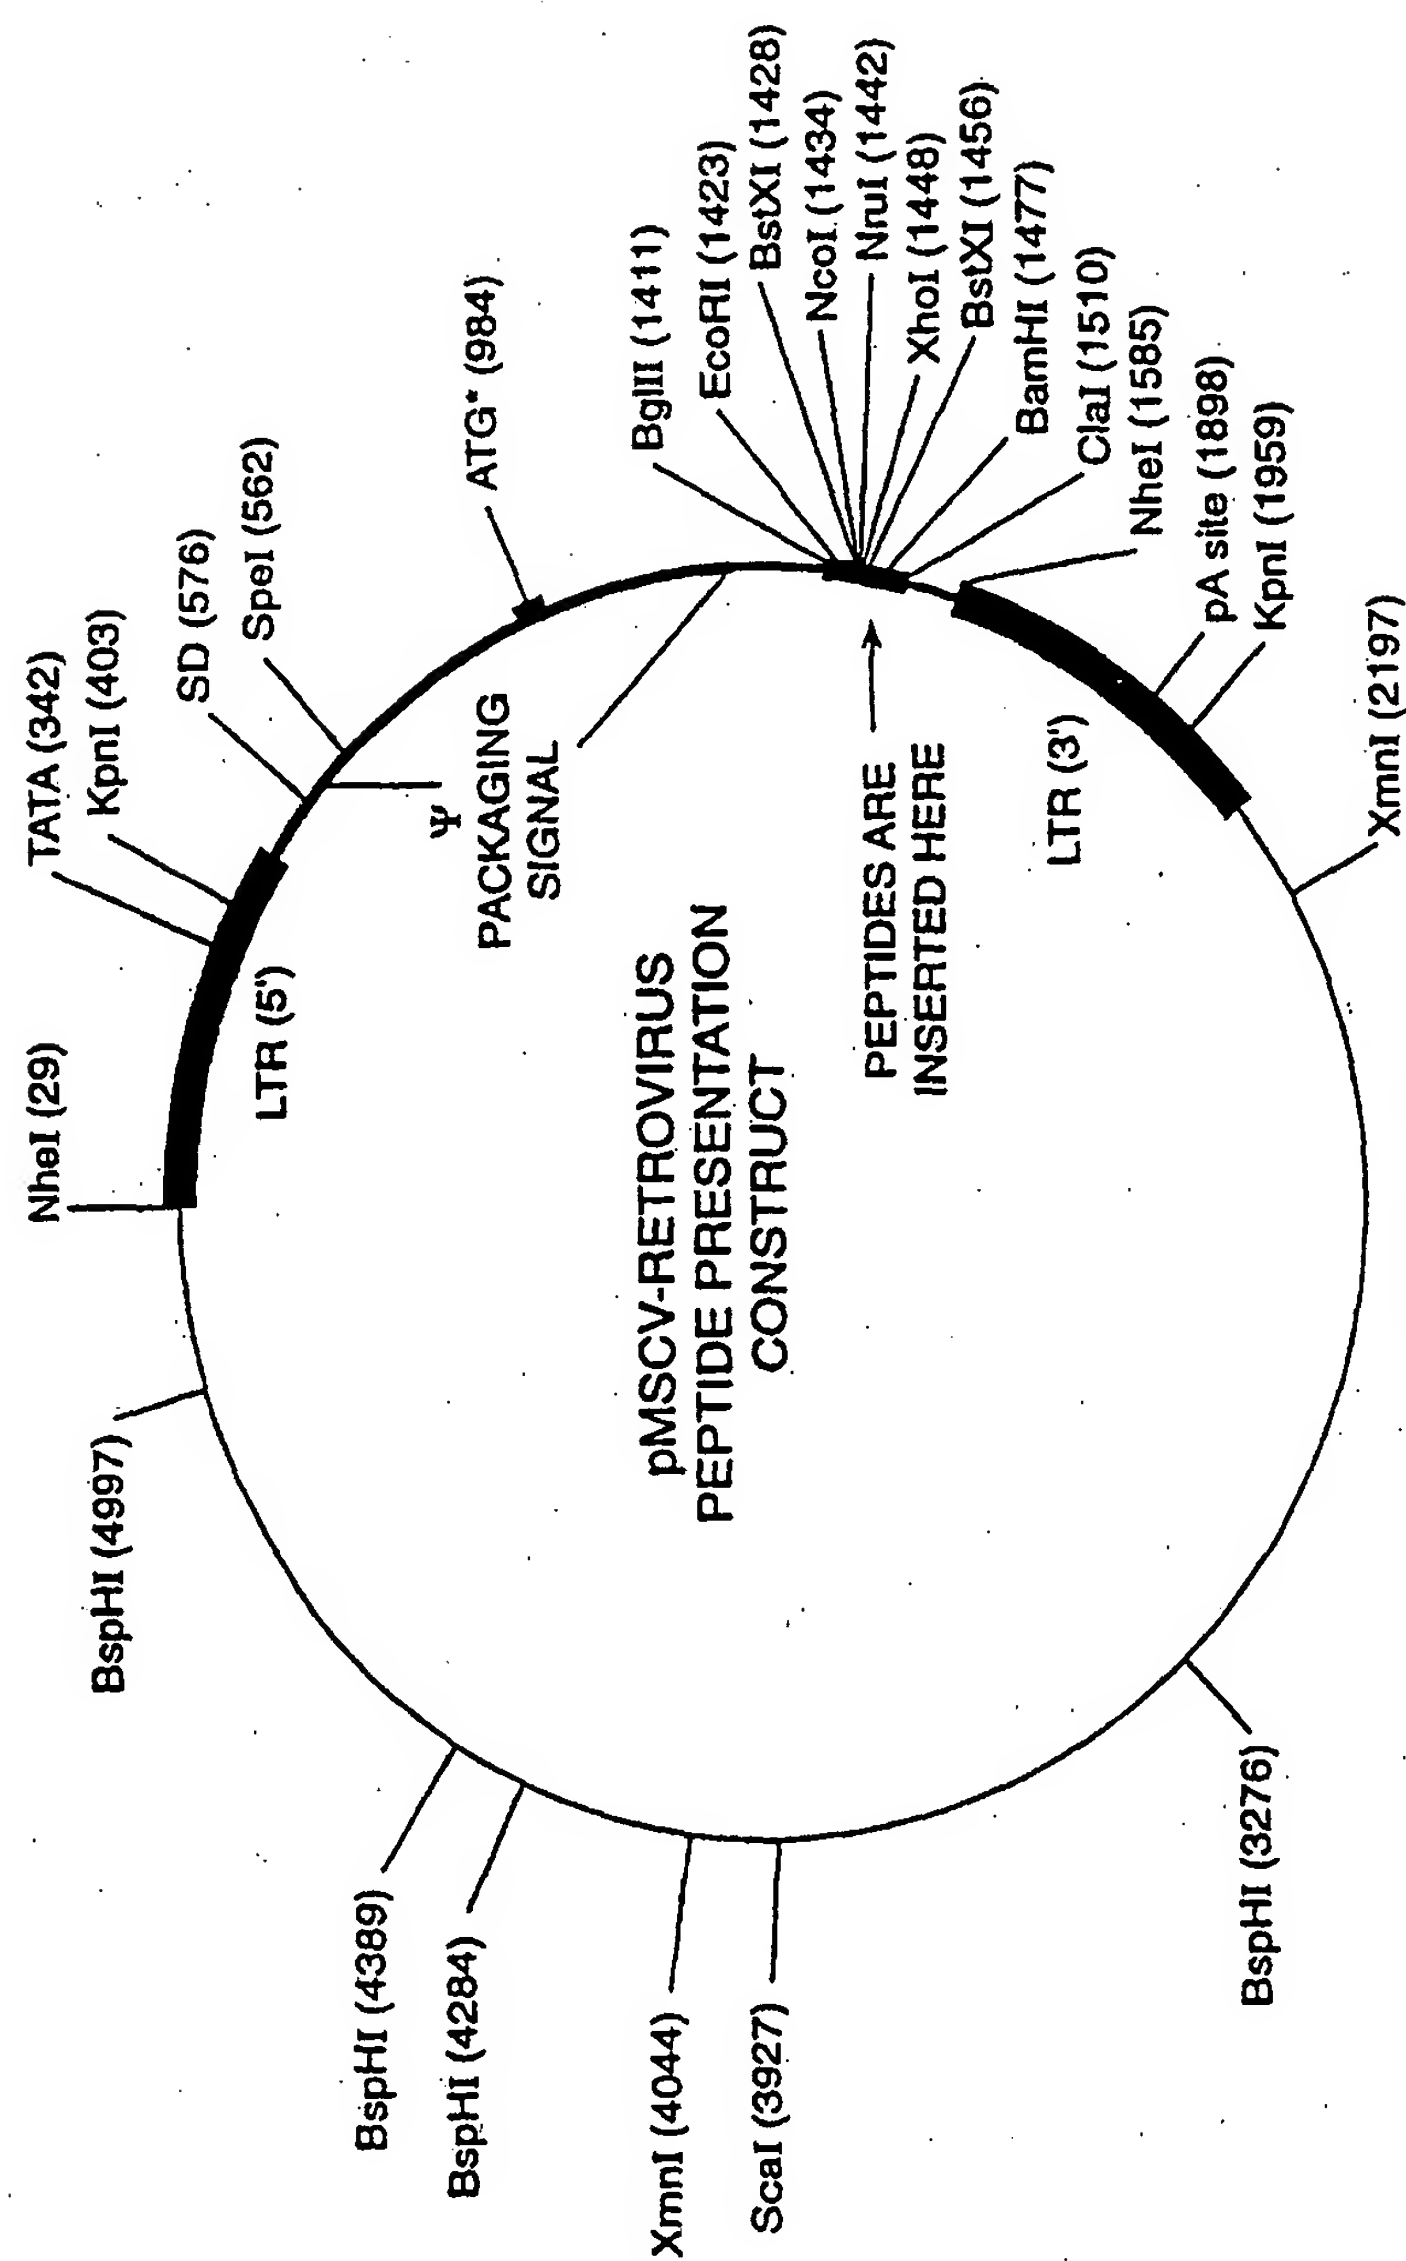 NheI (29)
TATA (342)
KpnI (403)
SD (576)
SpeI (562)
ATG* (984)
BglII (1411)
EcoRI (1423)
BstXI (1428)
NcoI (1434)
NruI (1442)
XhoI (1448)
BstXI (1456)
BamHI (1477)
ClaI (1510)
NheI (1585)
pA site (1898)
KpnI (1959)
XmnI (2197)
BspHI (3276)
ScaI (3927)
XmnI (4044)
BspHI (4284)
BspHI (4389)
BspHI (4997)
LTR (5')
Ψ
PACKAGING
SIGNAL
pMSCV-RETROVIRUS
PEPTIDE PRESENTATION
CONSTRUCT
PEPTIDES ARE
INSERTED HERE
LTR (3')